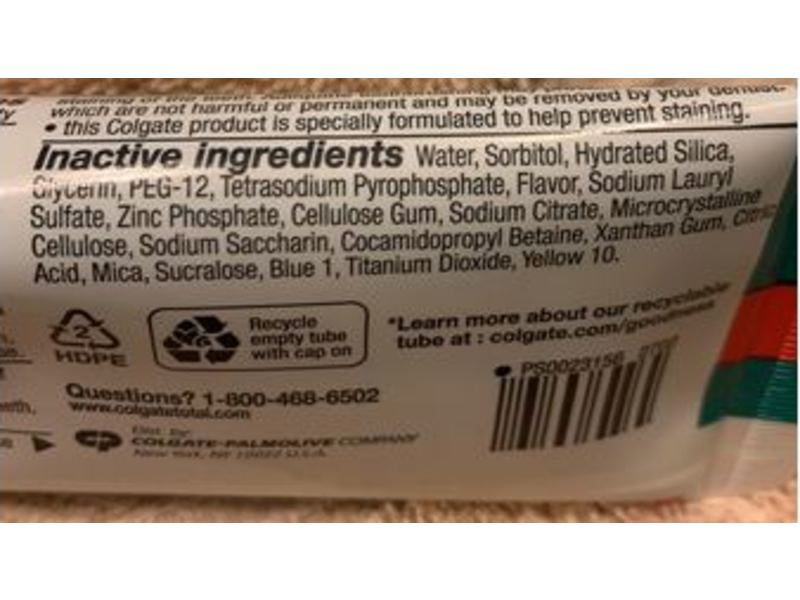 which are not harmful or permanent and may be removed by your dentist.
• this Colgate product is specially formulated to help prevent staining.
Inactive ingredients Water, Sorbitol, Hydrated Silica,
Glycerin, PEG-12, Tetrasodium Pyrophosphate, Flavor, Sodium Lauryl
Sulfate, Zinc Phosphate, Cellulose Gum, Sodium Citrate, Microcrystalline
Cellulose, Sodium Saccharin, Cocamidopropyl Betaine, Xanthan Gum, Citric
Acid, Mica, Sucralose, Blue 1, Titanium Dioxide, Yellow 10.
2
HDPE
Recycle
empty tube
with cap on
*Learn more about our recyclable
tube at : colgate.com/goodness
PS0023156
Questions? 1-800-468-6502
www.colgatetotal.com
CP
Dist. by:
COLGATE-PALMOLIVE COMPANY
New York, NY 10022 U.S.A.